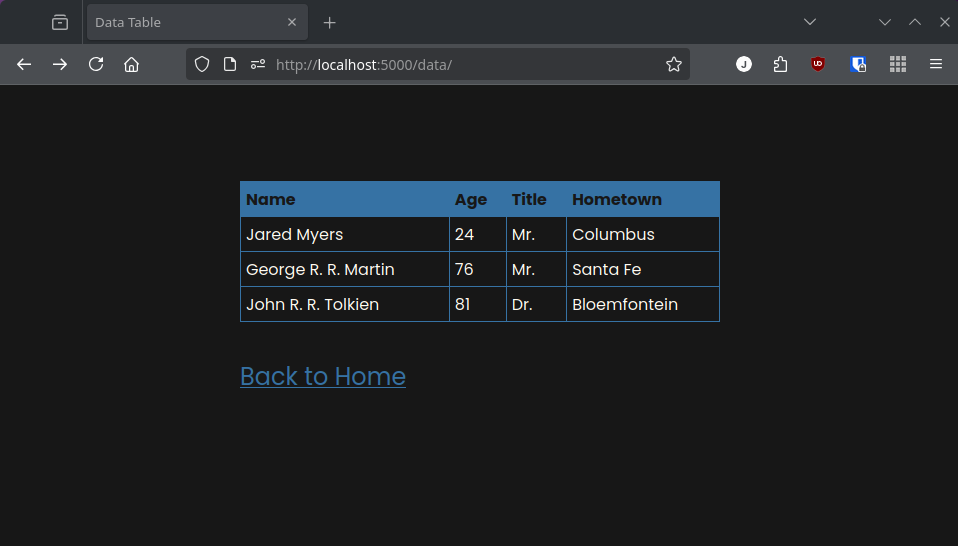 Data Table
http://localhost:5000/data/
J
Name Age Title Hometown
Jared Myers 24 Mr. Columbus
George R. R. Martin 76 Mr. Santa Fe
John R. R. Tolkien 81 Dr. Bloemfontein
Back to Home